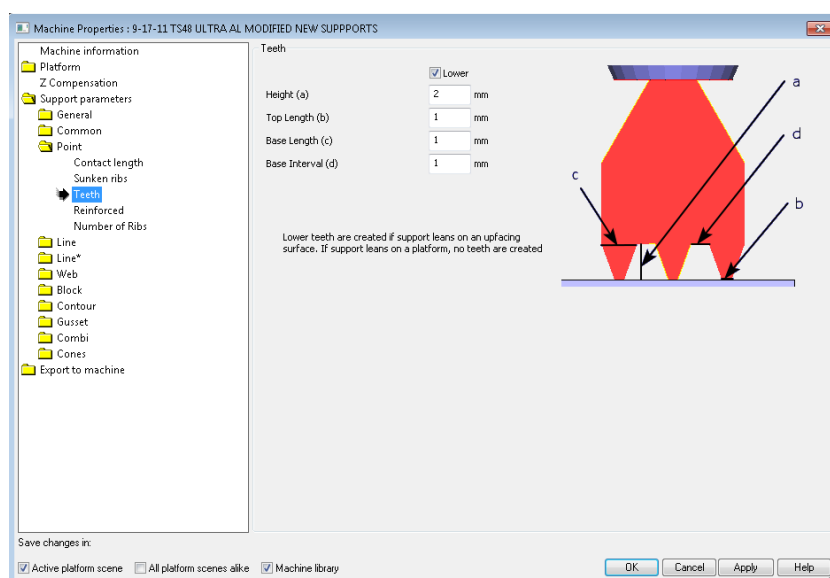 Machine Properties : 9-17-11 TS48 ULTRA AL MODIFIED NEW SUPPPORTS
Machine information
Platform
Z Compensation
Support parameters
General
Common
Point
Contact length
Sunken ribs
Teeth
Reinforced
Number of Ribs
Line
Line*
Web
Block
Contour
Gusset
Combi
Cones
Export to machine
Teeth
Lower
Height (a) 2 mm
Top Length (b) 1 mm
Base Length (c) 1 mm
Base Interval (d) 1 mm
Lower teeth are created if support leans on an upfacing
surface. If support leans on a platform, no teeth are created
a
d
c
b
Save changes in:
Active platform scene All platform scenes alike Machine library OK Cancel Apply Help